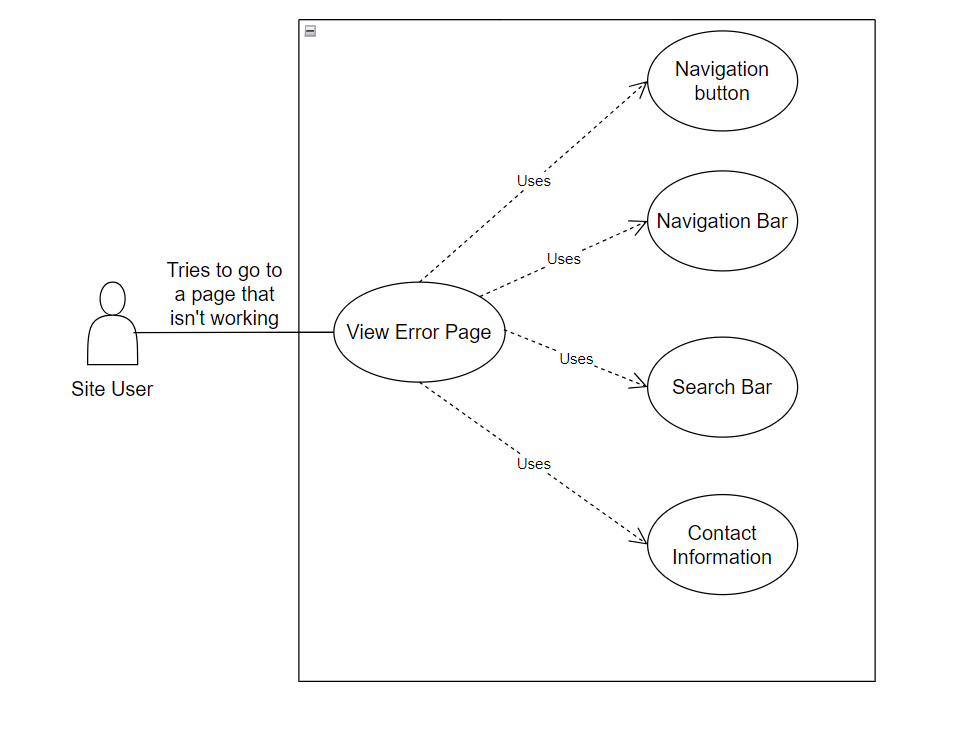 Navigation
button
Uses
Navigation Bar
Uses
Tries to go to
a page that
isn't working
View Error Page
Uses
Search Bar
Site User
Uses
Contact
Information